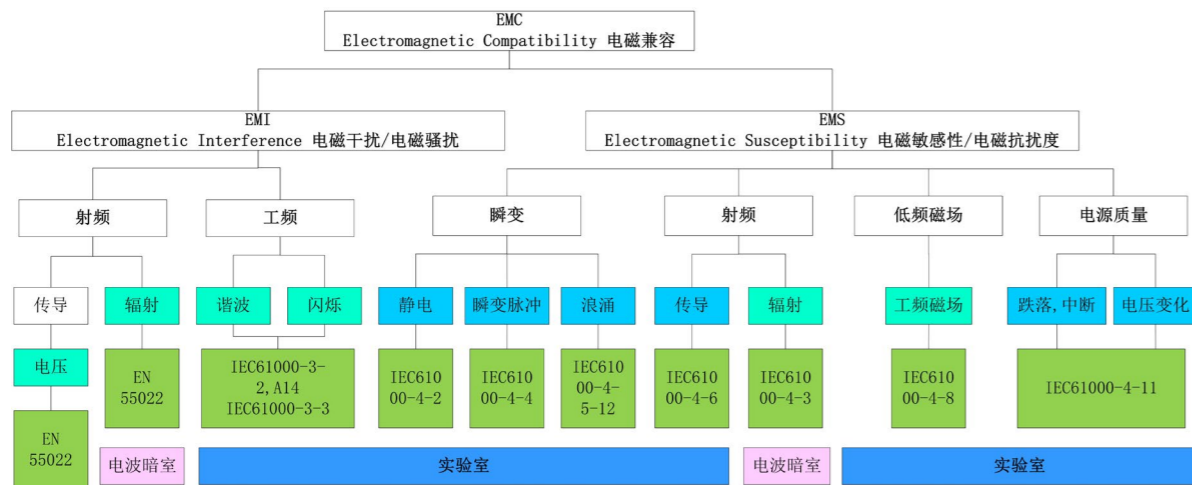 EMC
Electromagnetic Compatibility 电磁兼容
EMI
Electromagnetic Interference 电磁干扰/电磁骚扰
EMS
Electromagnetic Susceptibility 电磁敏感性/电磁抗扰度
射频
工频
瞬变
射频
低频磁场
电源质量
传导
辐射
谐波
闪烁
静电
瞬变脉冲
浪涌
传导
辐射
工频磁场
跌落,中断
电压变化
电压
EN
55022
IEC61000-3-
2,A14
IEC61000-3-3
IEC610
00-4-2
IEC610
00-4-4
IEC610
00-4-
5-12
IEC610
00-4-6
IEC610
00-4-3
IEC610
00-4-8
IEC61000-4-11
EN
55022
电波暗室
实验室
电波暗室
实验室